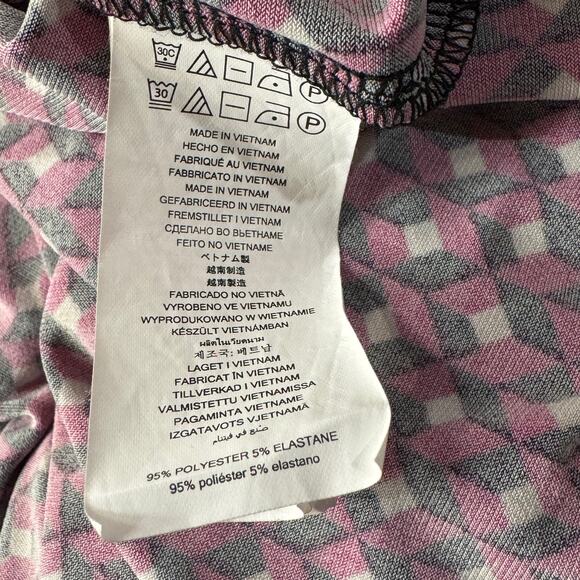 30C P
30 P
MADE IN VIETNAM
HECHO EN VIETNAM
FABRIQUÉ AU VIETNAM
FABBRICATO IN VIETNAM
MADE IN VIETNAM
GEFABRICEERD IN VIETNAM
FREMSTILLET I VIETNAM
СДЕЛАНО ВО ВЬЕТНАМЕ
FEITO NO VIETNAME
ベトナム製
越南制造
越南製造
FABRICADO NO VIETNÃ
VYROBENO VE VIETNAMU
WYPRODUKOWANO W WIETNAMIE
KÉSZÜLT VIETNÁMBAN
ผลิตในเวียดนาม
제조국: 베트남
LAGET I VIETNAM
FABRICAT ÎN VIETNAM
TILLVERKAD I VIETNAM
VALMISTETTU VIETNAMISSA
PAGAMINTA VIETNAME
IZGATAVOTS VJETNAMĀ
صنع في فيتنام
95% POLYESTER 5% ELASTANE
95% poliéster 5% elastano